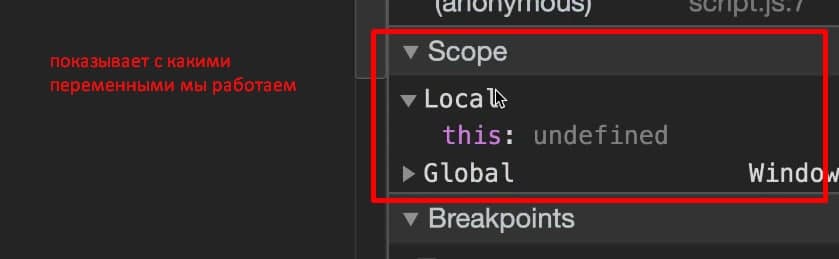 (anonymous) script.js:7
показывает с какими
переменными мы работаем
Scope
Local
this: undefined
Global Window
Breakpoints